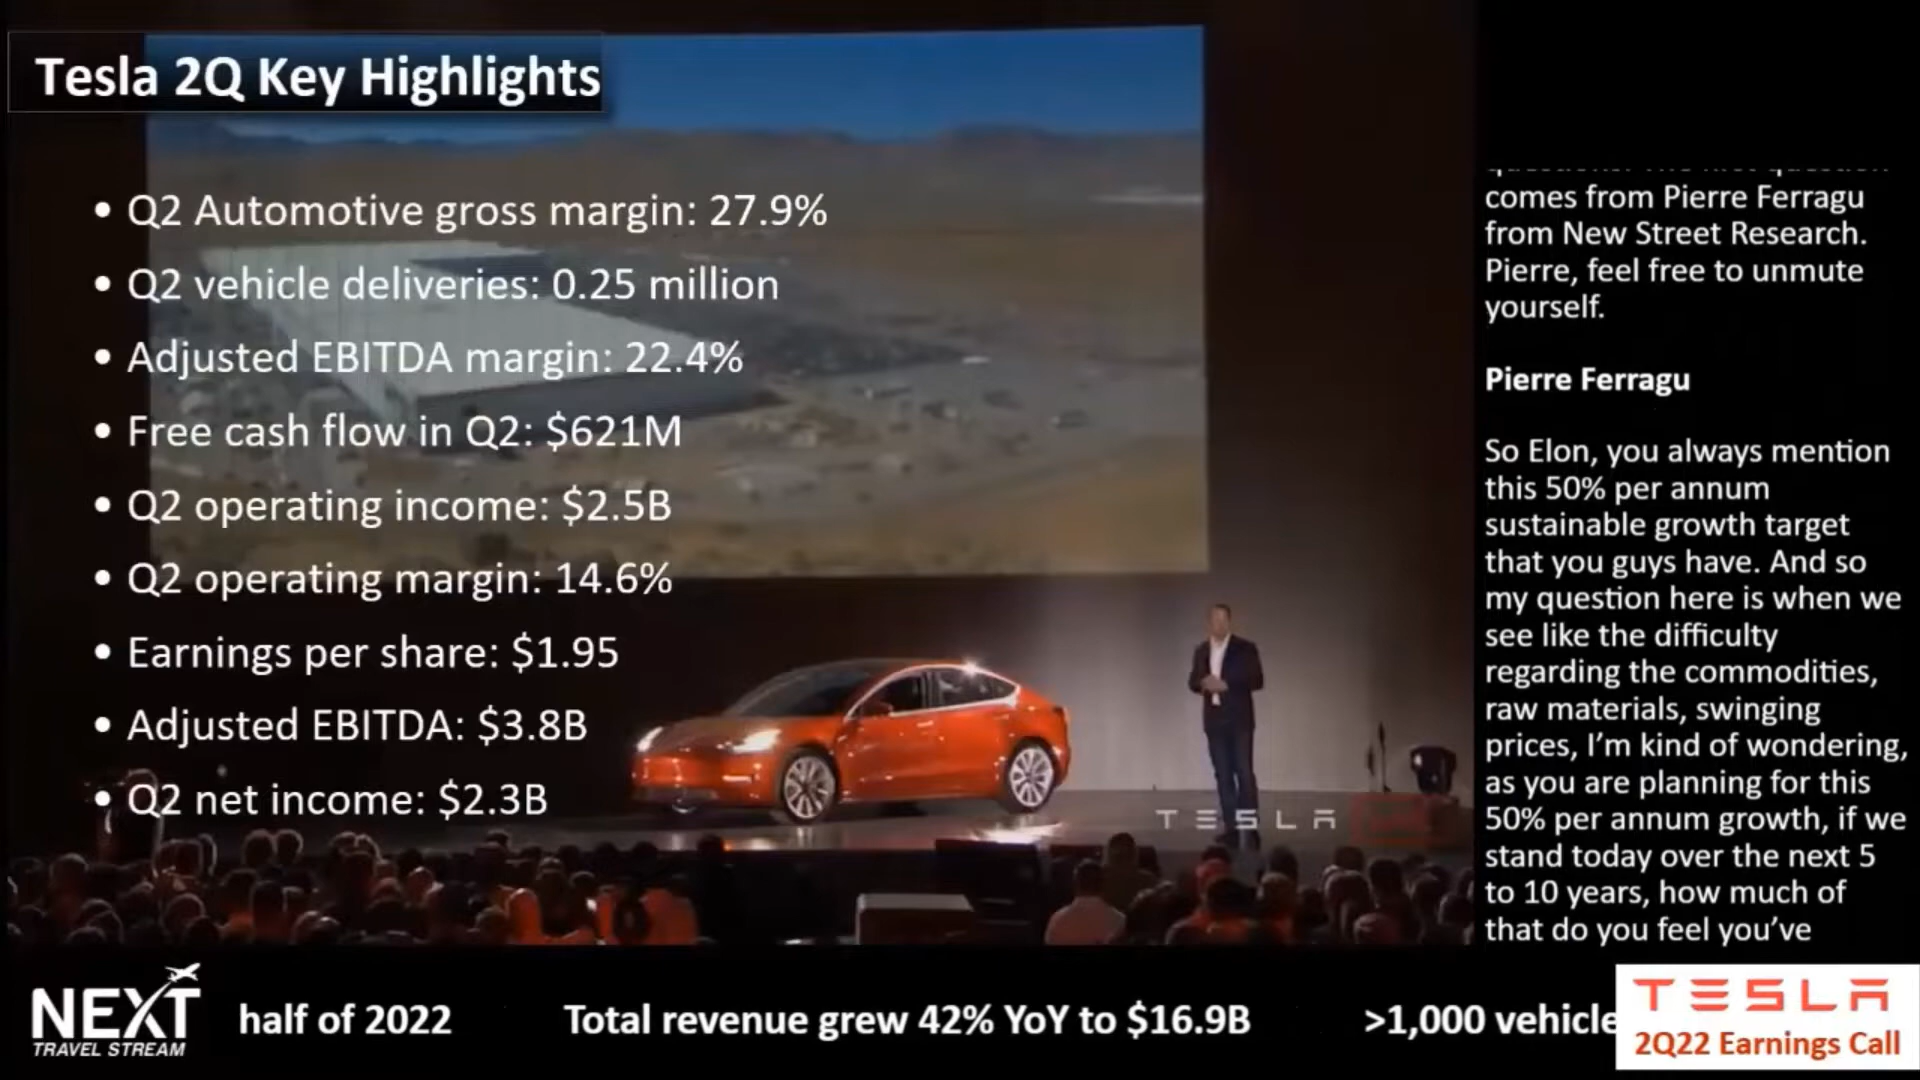 Tesla 2Q Key Highlights
• Q2 Automotive gross margin: 27.9%
• Q2 vehicle deliveries: 0.25 million
• Adjusted EBITDA margin: 22.4%
• Free cash flow in Q2: $621M
• Q2 operating income: $2.5B
• Q2 operating margin: 14.6%
• Earnings per share: $1.95
• Adjusted EBITDA: $3.8B
• Q2 net income: $2.3B
TESLA
comes from Pierre Ferragu
from New Street Research.
Pierre, feel free to unmute
yourself.
Pierre Ferragu
So Elon, you always mention
this 50% per annum
sustainable growth target
that you guys have. And so
my question here is when we
see like the difficulty
regarding the commodities,
raw materials, swinging
prices, I'm kind of wondering,
as you are planning for this
50% per annum growth, if we
stand today over the next 5
to 10 years, how much of
that do you feel you've
NEXT
TRAVEL STREAM
half of 2022 Total revenue grew 42% YoY to $16.9B >1,000 vehicle
TESLA
2Q22 Earnings Call